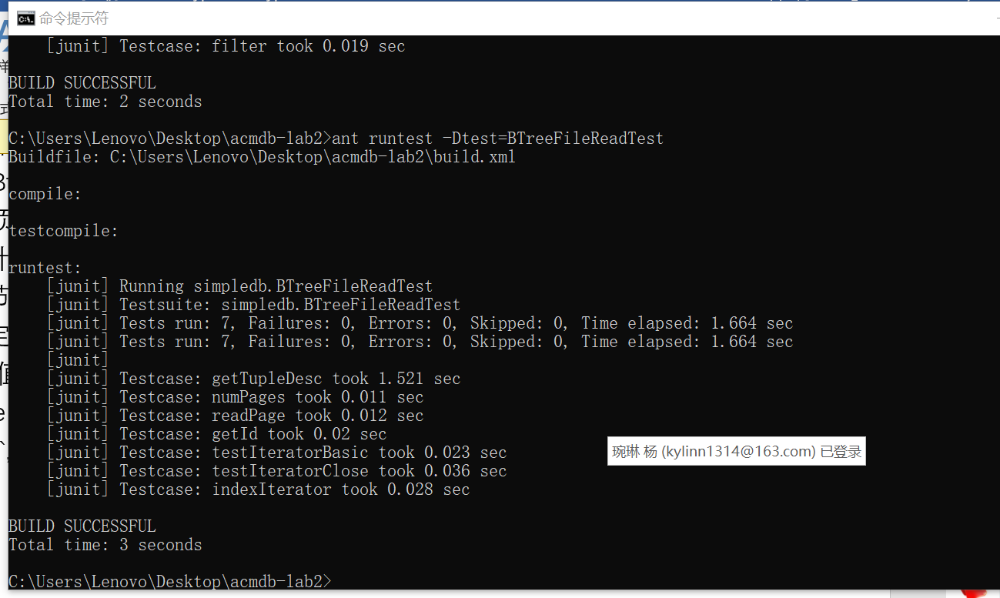 命令提示符
[junit] Testcase: filter took 0.019 sec
BUILD SUCCESSFUL
Total time: 2 seconds
C:\Users\Lenovo\Desktop\acmdb-lab2>ant runtest -Dtest=BTreeFileReadTest
Buildfile: C:\Users\Lenovo\Desktop\acmdb-lab2\build.xml
compile:
testcompile:
runtest:
[junit] Running simpledb.BTreeFileReadTest
[junit] Testsuite: simpledb.BTreeFileReadTest
[junit] Tests run: 7, Failures: 0, Errors: 0, Skipped: 0, Time elapsed: 1.664 sec
[junit] Tests run: 7, Failures: 0, Errors: 0, Skipped: 0, Time elapsed: 1.664 sec
[junit]
[junit] Testcase: getTupleDesc took 1.521 sec
[junit] Testcase: numPages took 0.011 sec
[junit] Testcase: readPage took 0.012 sec
[junit] Testcase: getId took 0.02 sec
[junit] Testcase: testIteratorBasic took 0.023 sec
琬琳 杨 (kylinn1314@163.com) 已登录
[junit] Testcase: testIteratorClose took 0.036 sec
[junit] Testcase: indexIterator took 0.028 sec
BUILD SUCCESSFUL
Total time: 3 seconds
C:\Users\Lenovo\Desktop\acmdb-lab2>